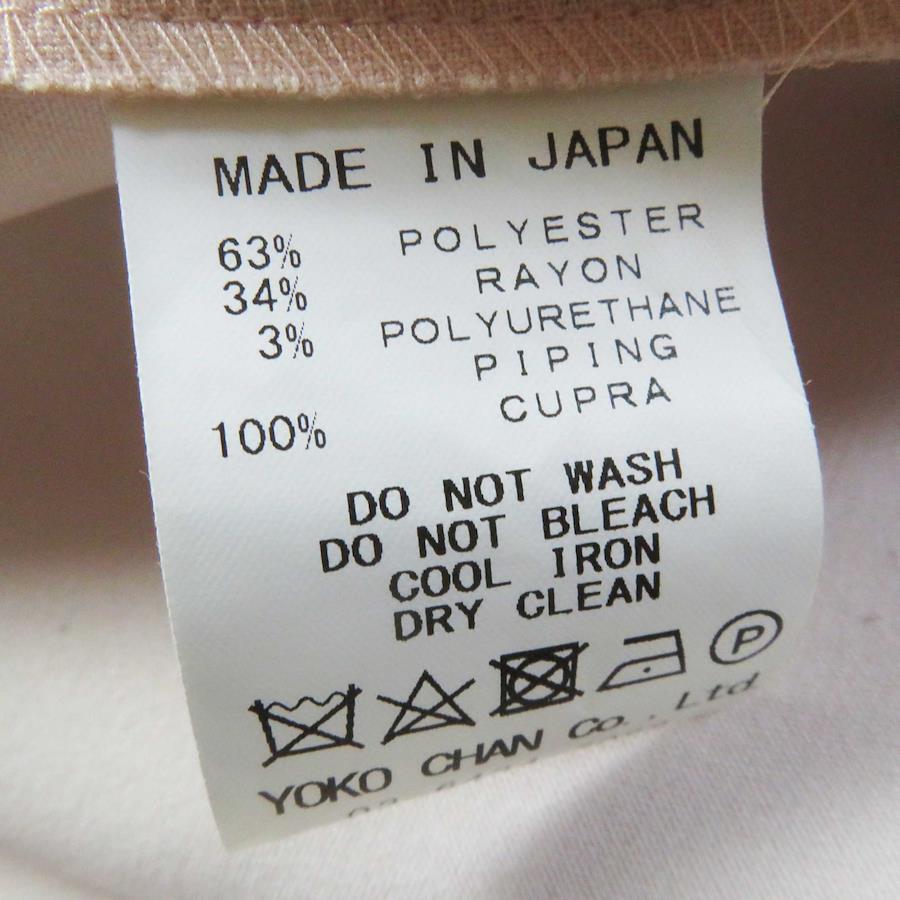 MADE IN JAPAN
63% POLYESTER
34% RAYON
3% POLYURETHANE
PIPING
100% CUPRA
DO NOT WASH
DO NOT BLEACH
COOL IRON
DRY CLEAN
P
YOKO CHAN Co., Ltd